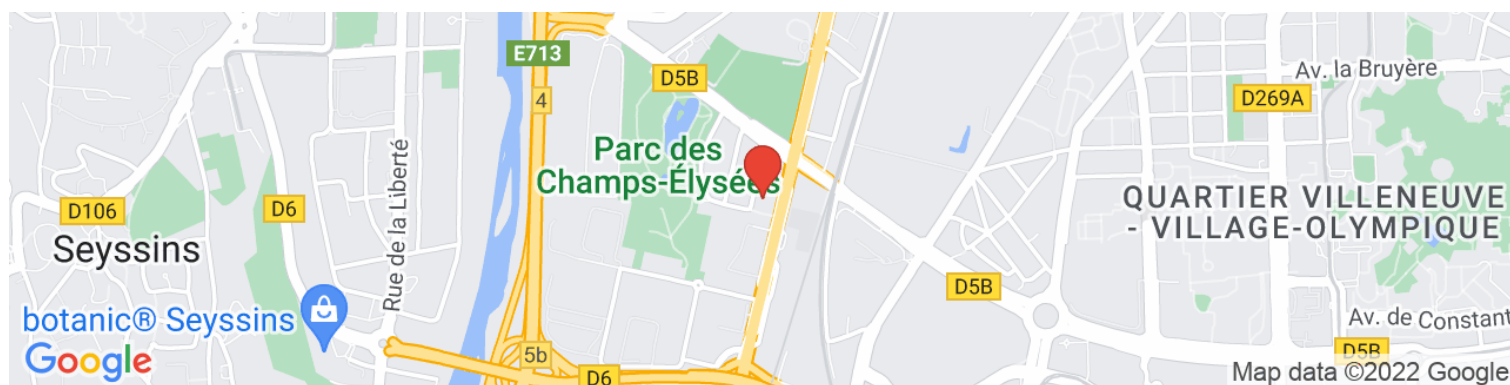 E713
4
D5B
Av. la Bruyère
D269A
Parc des
Champs-Élysées
Rue de la Liberté
D106
D6
Seyssins
QUARTIER VILLENEUVE
- VILLAGE-OLYMPIQUE
D5B
botanic® Seyssins
Av. de Constant
5b
D5B
Google
D6
Map data ©2022 Google